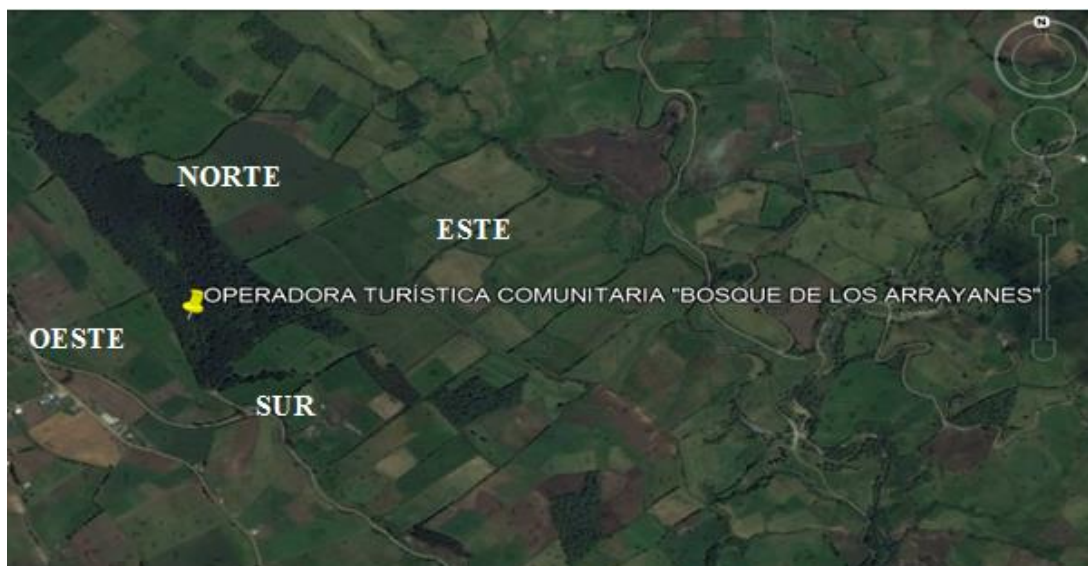 N
NORTE
ESTE
OPERADORA TURÍSTICA COMUNITARIA "BOSQUE DE LOS ARRAYANES"
OESTE
SUR